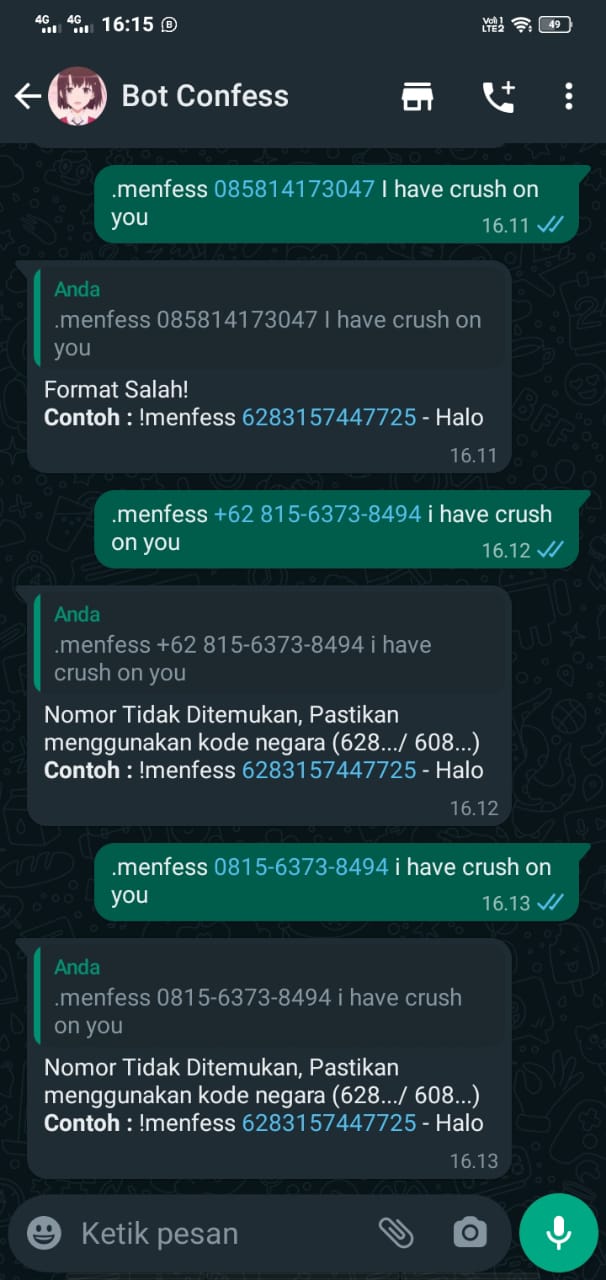 4G 4G 16:15 B Vo)) 1 LTE2 49
Bot Confess
.menfess 085814173047 I have crush on
you
16.11
Anda
.menfess 085814173047 I have crush on
you
Format Salah!
Contoh : !menfess 6283157447725 - Halo
16.11
.menfess +62 815-6373-8494 i have crush
on you
16.12
Anda
.menfess +62 815-6373-8494 i have
crush on you
Nomor Tidak Ditemukan, Pastikan
menggunakan kode negara (628.../ 608...)
Contoh : !menfess 6283157447725 - Halo
16.12
.menfess 0815-6373-8494 i have crush on
you
16.13
Anda
.menfess 0815-6373-8494 i have crush
on you
Nomor Tidak Ditemukan, Pastikan
menggunakan kode negara (628.../ 608...)
Contoh : !menfess 6283157447725 - Halo
16.13
Ketik pesan